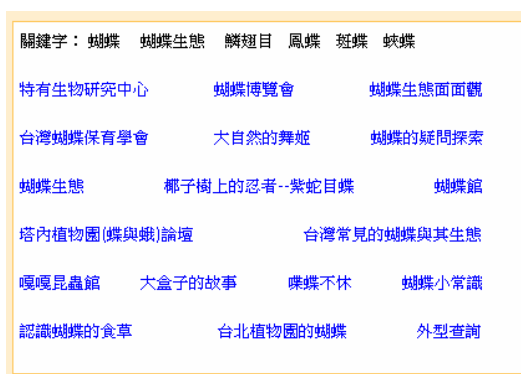 關鍵字： 蝴蝶 蝴蝶生態 鱗翅目 鳳蝶 斑蝶 蛺蝶
特有生物研究中心 蝴蝶博覽會 蝴蝶生態面面觀
台灣蝴蝶保育學會 大自然的舞姬 蝴蝶的疑問探索
蝴蝶生態 椰子樹上的忍者--紫蛇目蝶 蝴蝶館
塔內植物園(蝶與蛾)論壇 台灣常見的蝴蝶與其生態
嘎嘎昆蟲館 大盒子的故事 喋蝶不休 蝴蝶小常識
認識蝴蝶的食草 台北植物園的蝴蝶 外型查詢